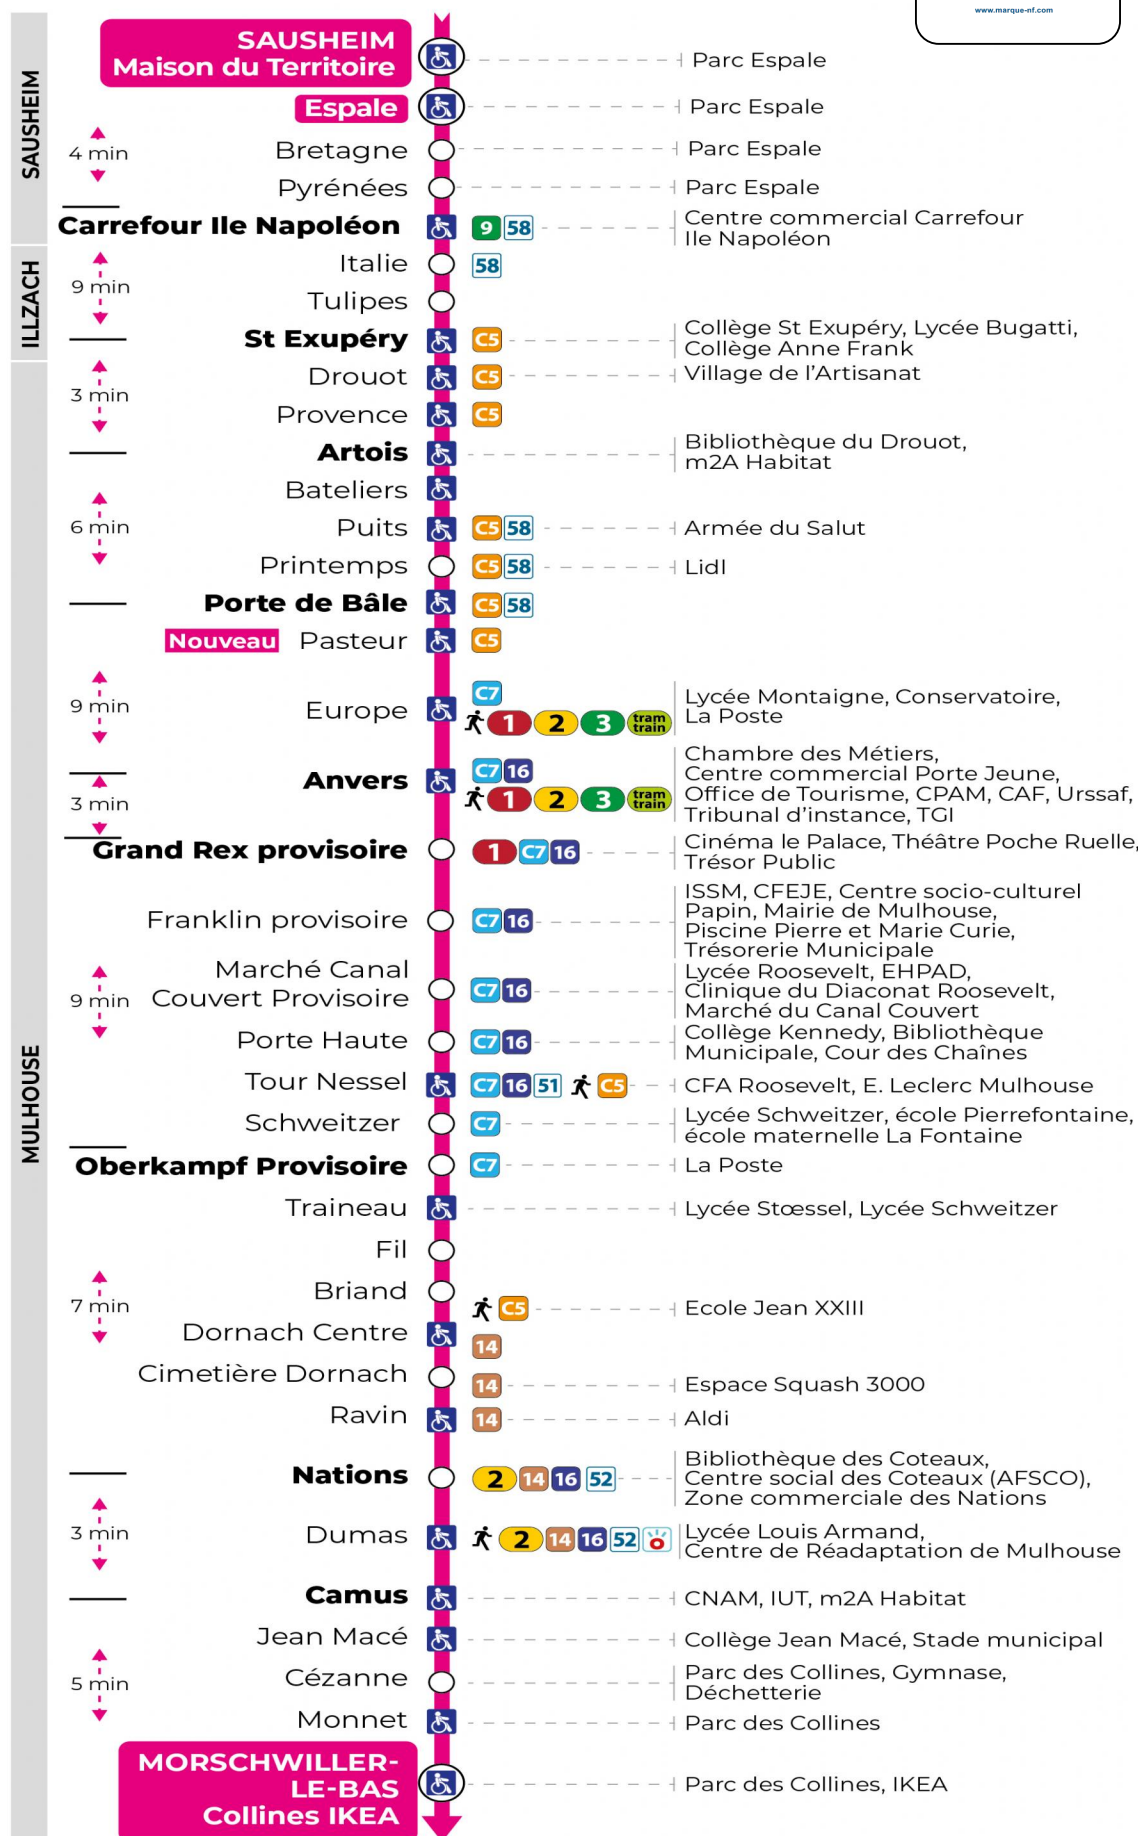 www.marque-nf.com
SAUSHEIM
SAUSHEIM
Maison du Territoire
Parc Espale
Espale
Parc Espale
4 min
Bretagne
Parc Espale
Pyrénées
Parc Espale
Carrefour Ile Napoléon
9 58
Centre commercial Carrefour
Ile Napoléon
ILLZACH
9 min
Italie
58
Tulipes
St Exupéry
C5
Collège St Exupéry, Lycée Bugatti,
Collège Anne Frank
MULHOUSE
3 min
Drouot
C5
Village de l’Artisanat
Provence
C5
Artois
Bibliothèque du Drouot,
m2A Habitat
6 min
Bateliers
Puits
C5 58
Armée du Salut
Printemps
C5 58
Lidl
Porte de Bâle
C5 58
Nouveau Pasteur
C5
9 min
Europe
C7
1 2 3 tram
train
Lycée Montaigne, Conservatoire,
La Poste
Anvers
C7 16
1 2 3 tram
train
Chambre des Métiers,
Centre commercial Porte Jeune,
Office de Tourisme, CPAM, CAF, Urssaf,
Tribunal d’instance, TGI
3 min
Grand Rex provisoire
1 C7 16
Cinéma le Palace, Théâtre Poche Ruelle,
Trésor Public
Franklin provisoire
C7 16
ISSM, CFEJE, Centre socio-culturel
Papin, Mairie de Mulhouse,
Piscine Pierre et Marie Curie,
Trésorerie Municipale
9 min
Marché Canal
Couvert Provisoire
C7 16
Lycée Roosevelt, EHPAD,
Clinique du Diaconat Roosevelt,
Marché du Canal Couvert
Porte Haute
C7 16
Collège Kennedy, Bibliothèque
Municipale, Cour des Chaînes
Tour Nessel
C7 16 51 C5
CFA Roosevelt, E. Leclerc Mulhouse
Schweitzer
C7
Lycée Schweitzer, école Pierrefontaine,
école maternelle La Fontaine
Oberkampf Provisoire
C7
La Poste
Traineau
Lycée Stœssel, Lycée Schweitzer
Fil
7 min
Briand
C5
Ecole Jean XXIII
Dornach Centre
14
Cimetière Dornach
14
Espace Squash 3000
Ravin
14
Aldi
Nations
2 14 16 52
Bibliothèque des Coteaux,
Centre social des Coteaux (AFSCO),
Zone commerciale des Nations
3 min
Dumas
2 14 16 52
Lycée Louis Armand,
Centre de Réadaptation de Mulhouse
Camus
CNAM, IUT, m2A Habitat
5 min
Jean Macé
Collège Jean Macé, Stade municipal
Cézanne
Parc des Collines, Gymnase,
Déchetterie
Monnet
Parc des Collines
MORSCHWILLER-
LE-BAS
Collines IKEA
Parc des Collines, IKEA